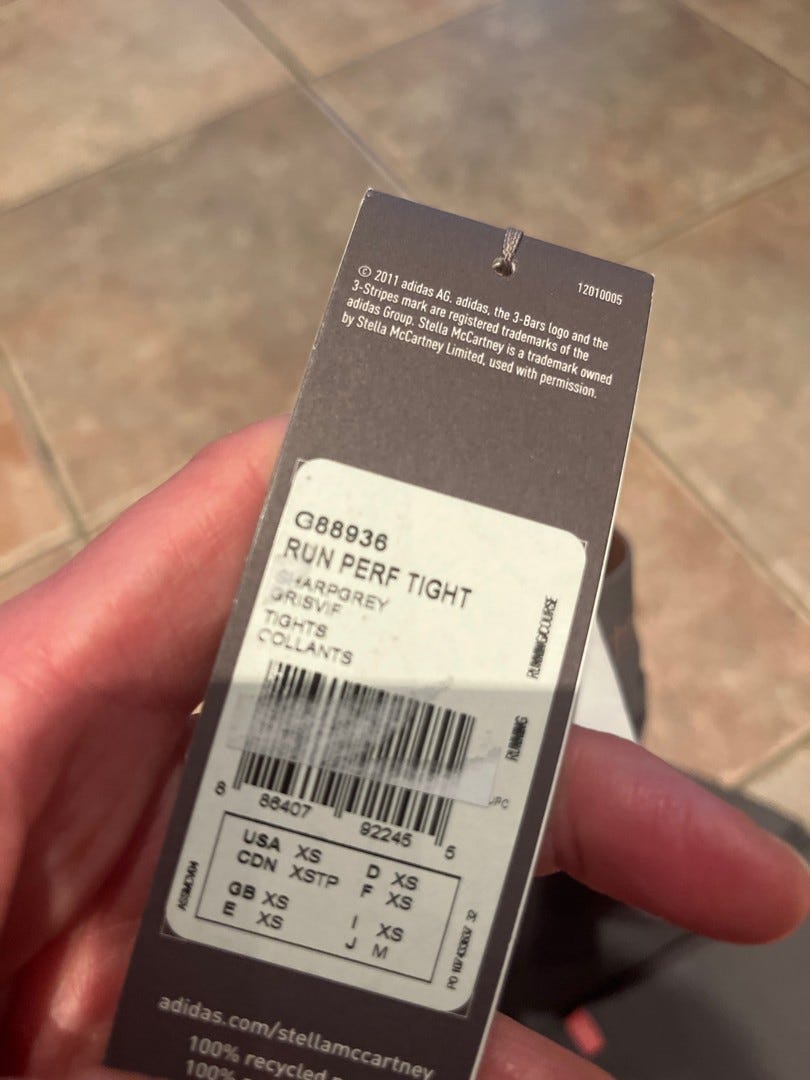 © 2011 adidas AG. adidas, the 3-Bars logo and the
3-Stripes mark are registered trademarks of the
adidas Group. Stella McCartney is a trademark owned
by Stella McCartney Limited, used with permission.
12010005
G88936
RUN PERF TIGHT
SHARPGREY
GRISVIF
TIGHTS
COLLANTS
RUNNING/COURSE
RUNNING
8 88407 92245 5
UPC
USA XS
CDN XSTP
GB XS
E XS
D XS
F XS
I XS
J M
adidas.com/stellamccartney
100% recycled
100%